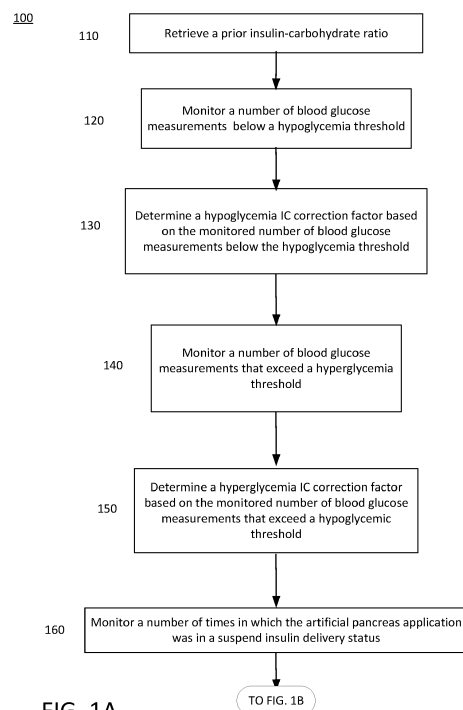 100
110
Retrieve a prior insulin-carbohydrate ratio
120
Monitor a number of blood glucose
measurements below a hypoglycemia threshold
130
Determine a hypoglycemia IC correction factor based
on the monitored number of blood glucose
measurements below the hypoglycemia threshold
140
Monitor a number of blood glucose
measurements that exceed a hyperglycemia
threshold
150
Determine a hyperglycemia IC correction factor
based on the monitored number of blood glucose
measurements that exceed a hypoglycemic
threshold
160
Monitor a number of times in which the artificial pancreas application
was in a suspend insulin delivery status
TO FIG. 1B
FIG. 1A